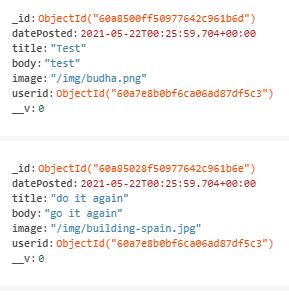 _id: ObjectId("60a8500ff50977642c961b6d")
datePosted: 2021-05-22T00:25:59.704+00:00
title: "Test"
body: "test"
image: "/img/budha.png"
userid: ObjectId("60a7e8b0bf6ca06ad87df5c3")
__v: 0
_id: ObjectId("60a85028f50977642c961b6e")
datePosted: 2021-05-22T00:25:59.704+00:00
title: "do it again"
body: "go it again"
image: "/img/building-spain.jpg"
userid: ObjectId("60a7e8b0bf6ca06ad87df5c3")
__v: 0